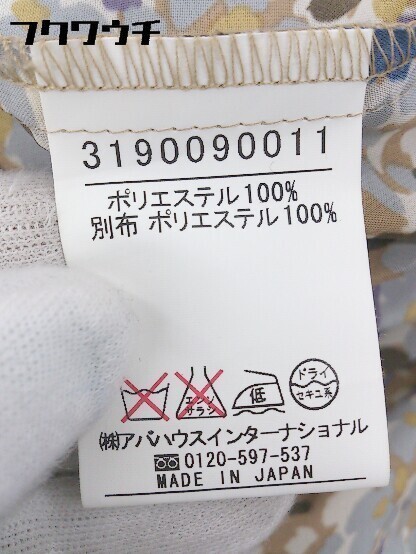 フクウクチ
3190090011
ポリエステル100%
別布 ポリエステル100%
エンソ
サラシ
低
ドライ
セキユ系
㈱アバハウスインターナショナル
0120-597-537
MADE IN JAPAN